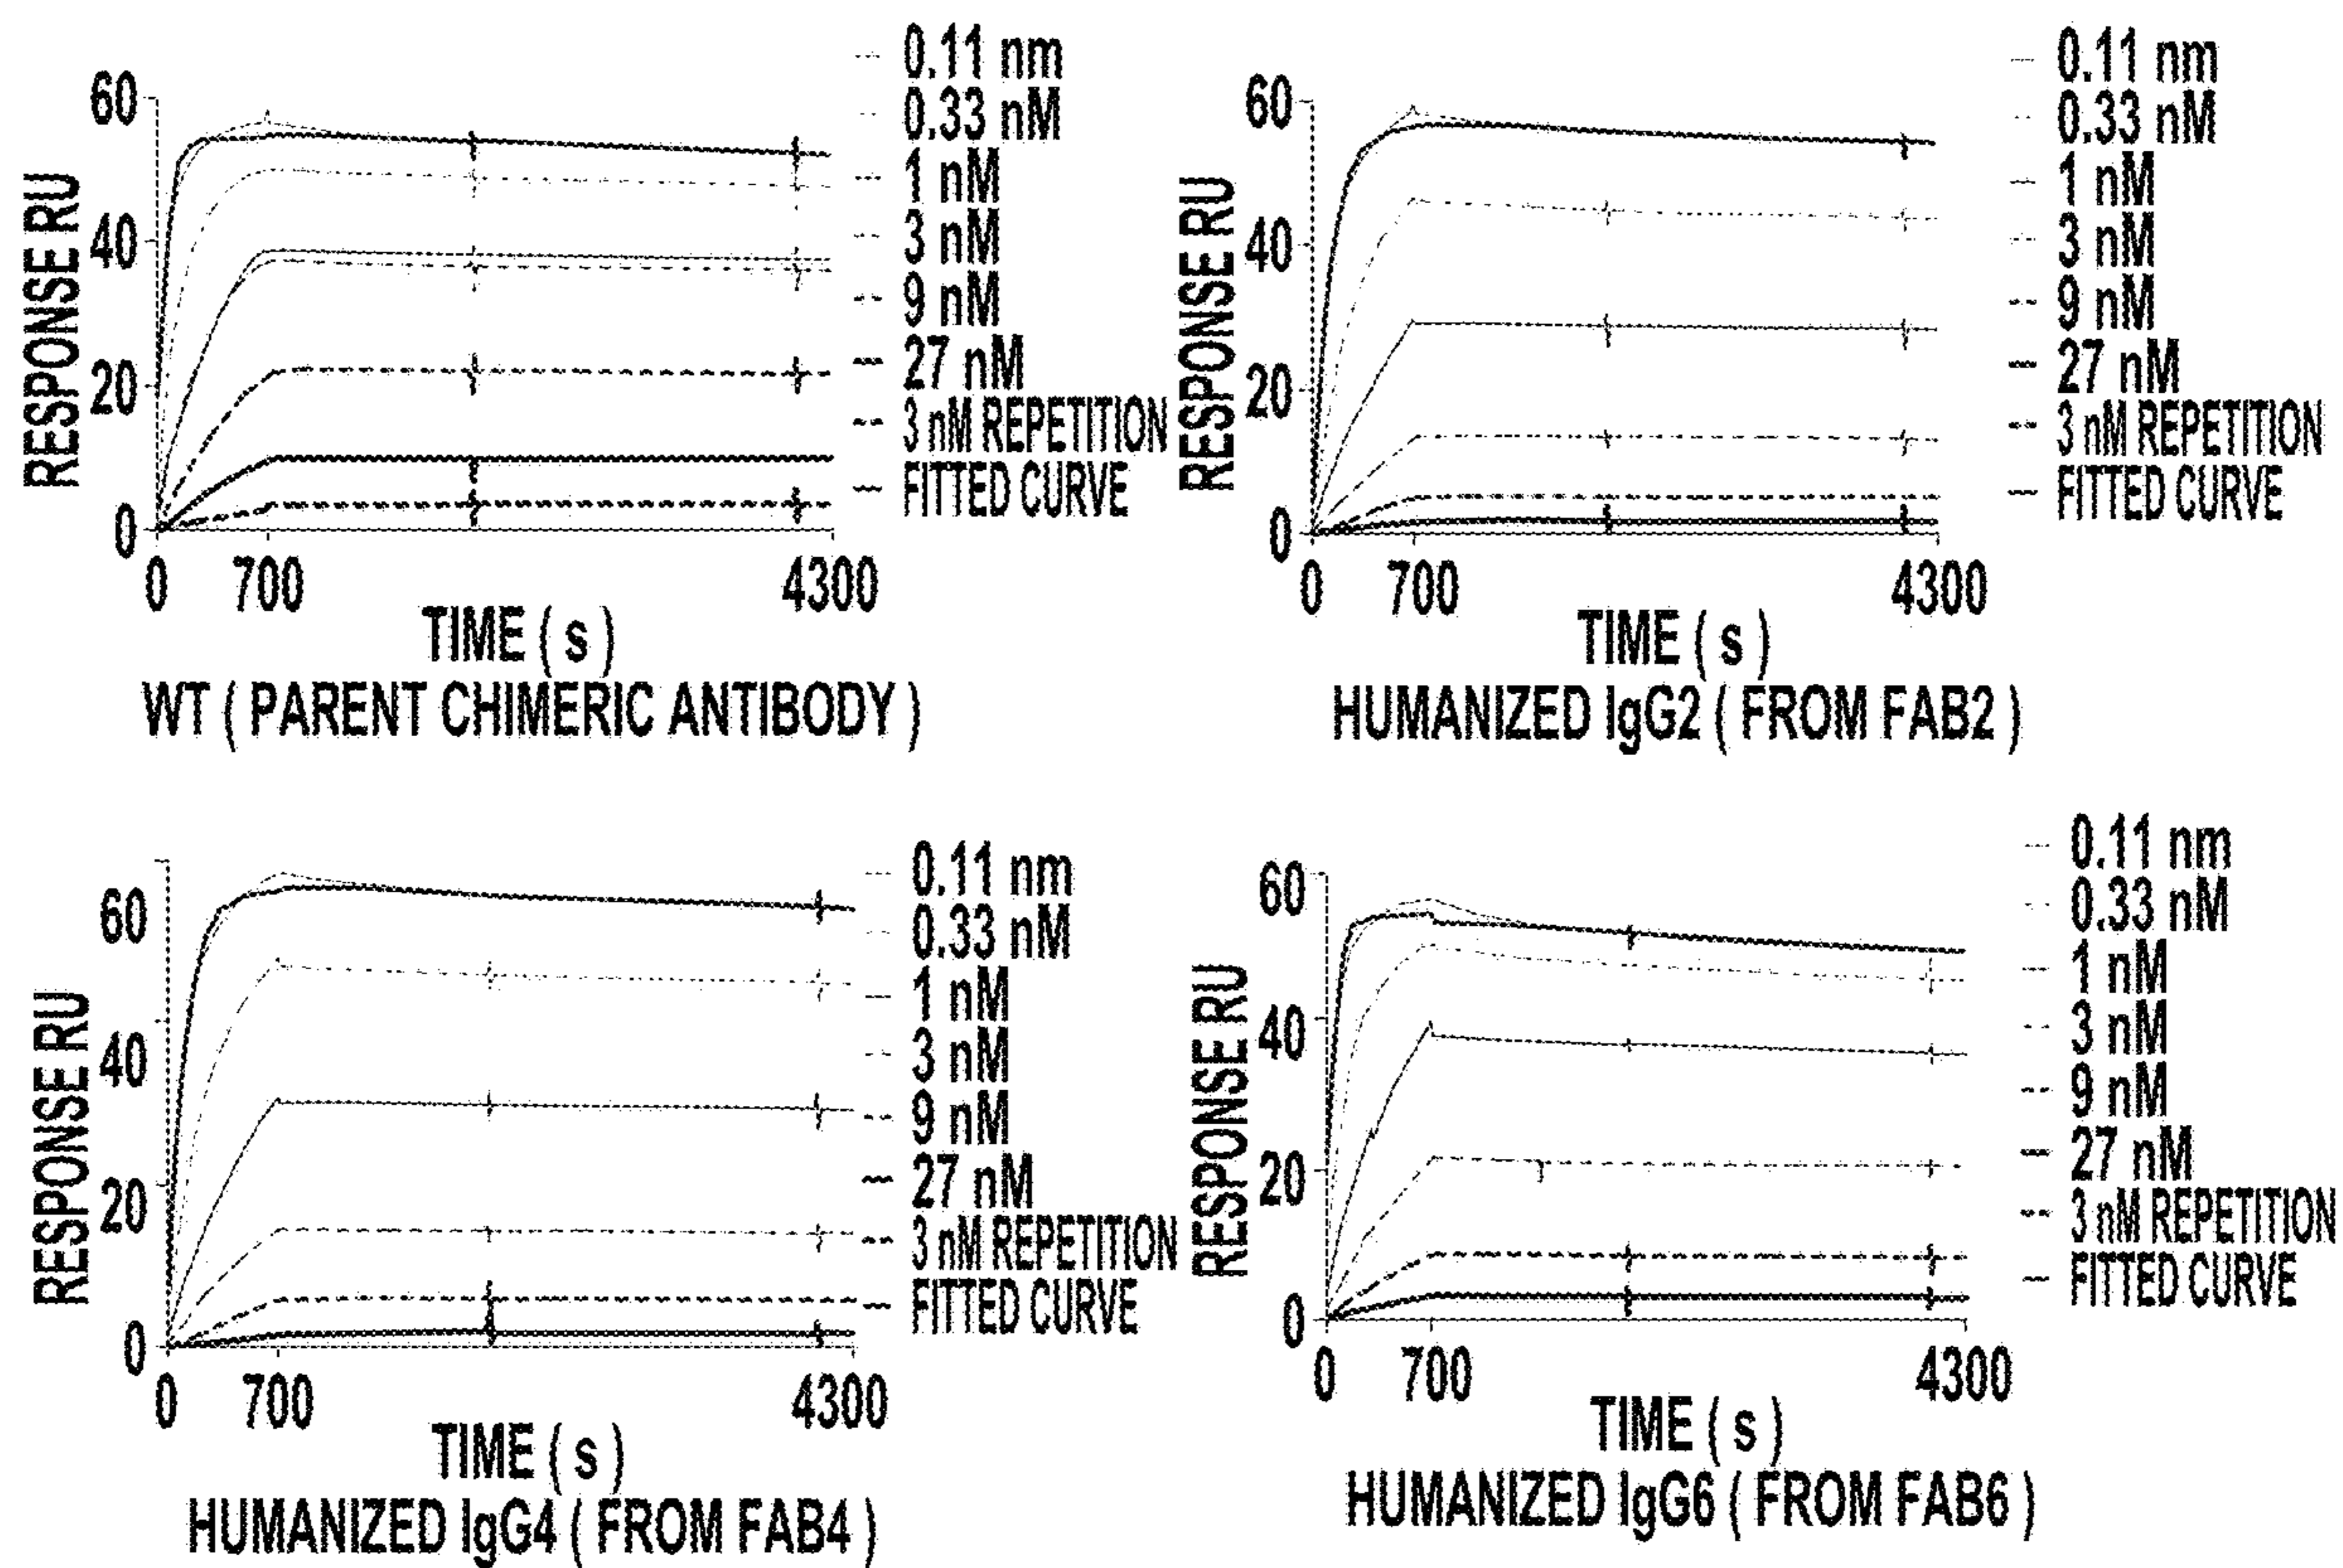 60
40
20
0
RESPONSE RU
0
700
4300
TIME ( s )
WT ( PARENT CHIMERIC ANTIBODY )
0.11 nm
0.33 nM
1 nM
3 nM
9 nM
27 nM
3 nM REPETITION
FITTED CURVE
60
40
20
0
RESPONSE RU
0
700
4300
TIME ( s )
HUMANIZED IgG2 ( FROM FAB2 )
0.11 nm
0.33 nM
1 nM
3 nM
9 nM
27 nM
3 nM REPETITION
FITTED CURVE
60
40
20
0
RESPONSE RU
0
700
4300
TIME ( s )
HUMANIZED IgG4 ( FROM FAB4 )
0.11 nm
0.33 nM
1 nM
3 nM
9 nM
27 nM
3 nM REPETITION
FITTED CURVE
60
40
20
0
RESPONSE RU
0
700
4300
TIME ( s )
HUMANIZED IgG6 ( FROM FAB6 )
0.11 nm
0.33 nM
1 nM
3 nM
9 nM
27 nM
3 nM REPETITION
FITTED CURVE